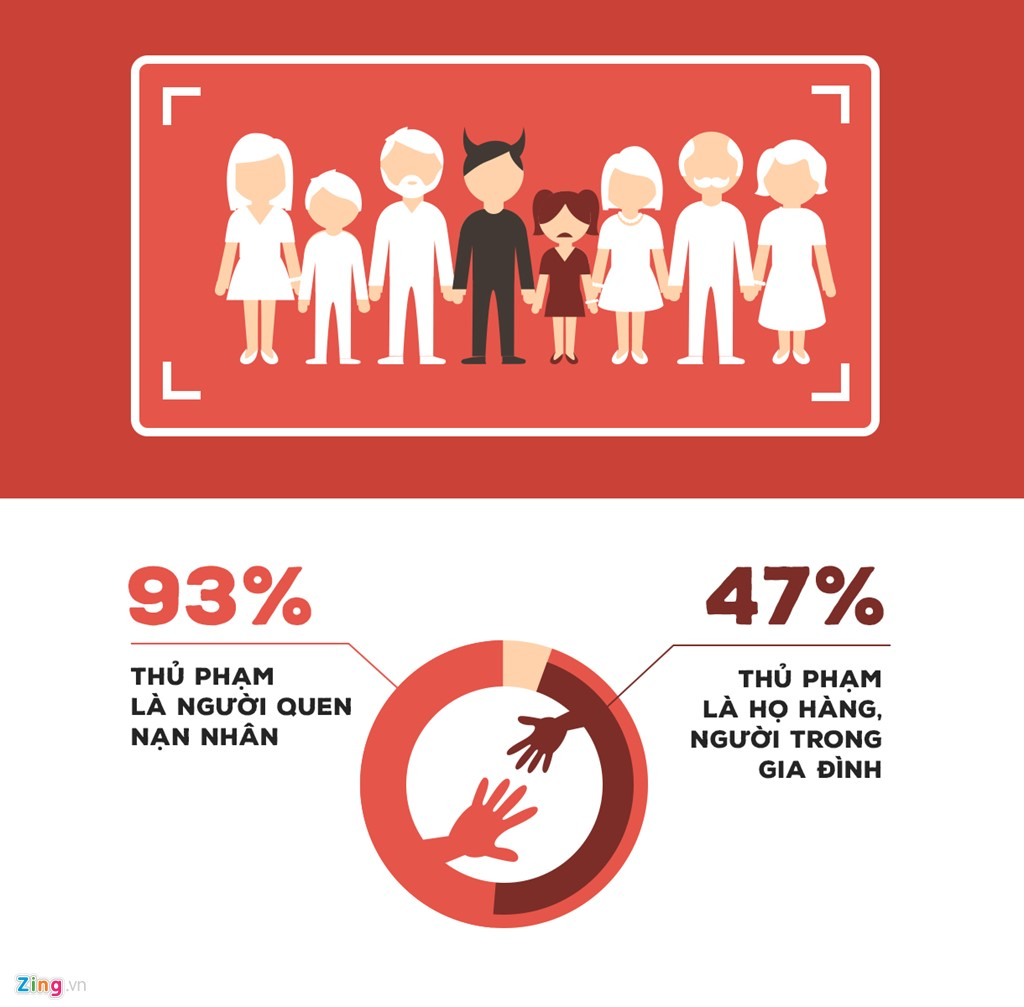 93%
THỦ PHẠM
LÀ NGƯỜI QUEN
NẠN NHÂN
47%
THỦ PHẠM
LÀ HỌ HÀNG,
NGƯỜI TRONG
GIA ĐÌNH
Zing.vn